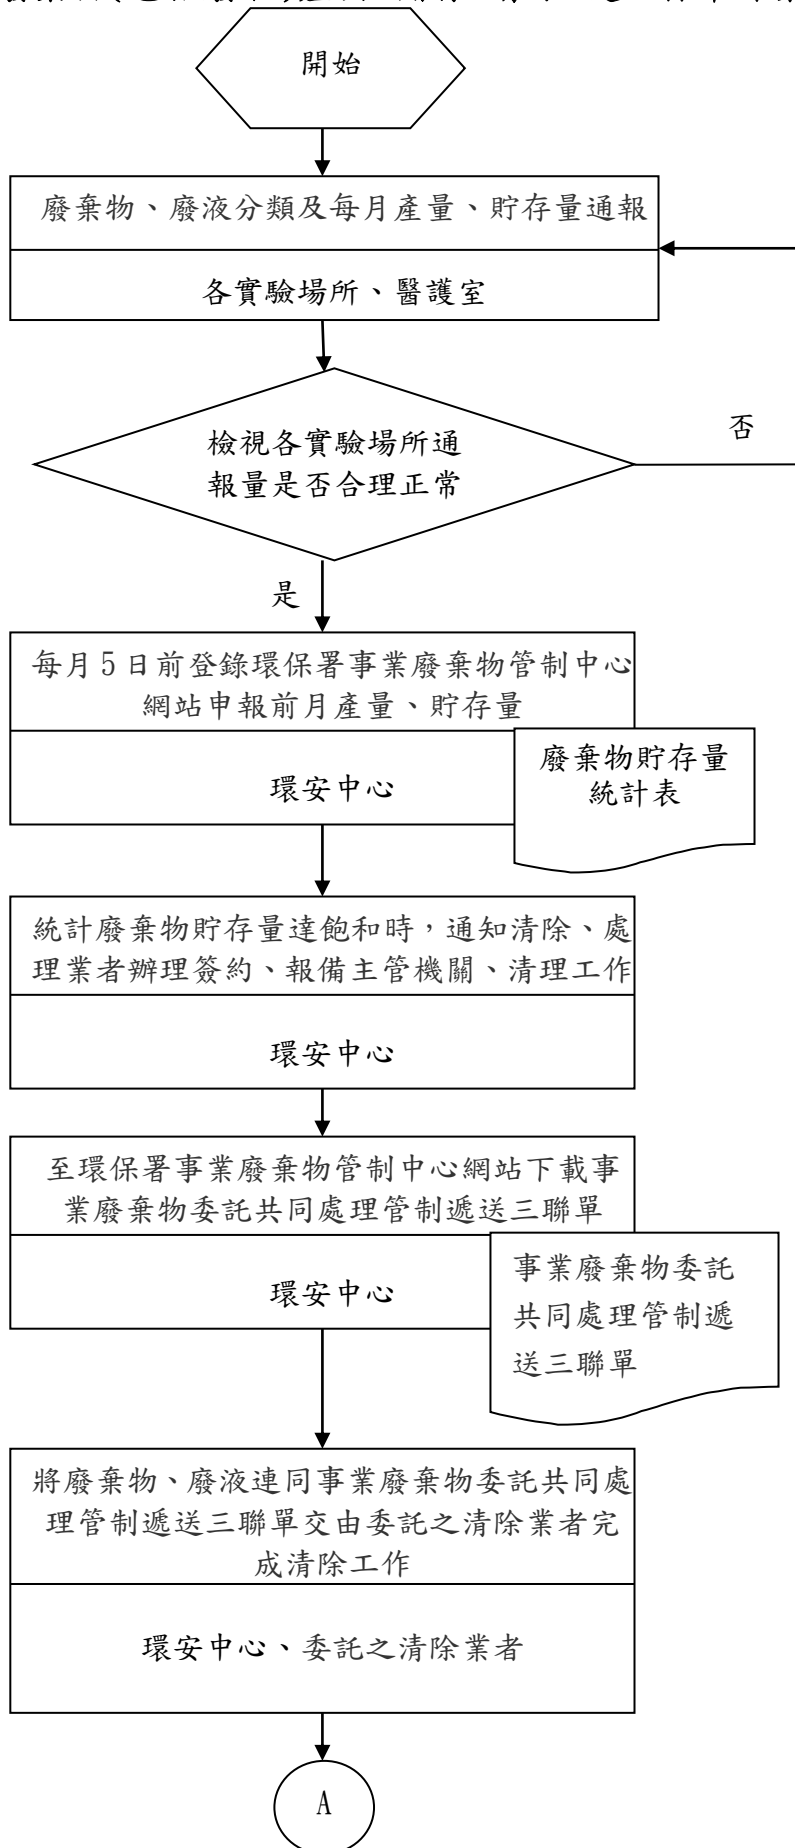 開始
廢棄物、廢液分類及每月產量、貯存量通報
各實驗場所、醫護室
檢視各實驗場所通
報量是否合理正常
否
是
每月5日前登錄環保署事業廢棄物管制中心
網站申報前月產量、貯存量
環安中心
廢棄物貯存量
統計表
統計廢棄物貯存量達飽和時，通知清除、處
理業者辦理簽約、報備主管機關、清理工作
環安中心
至環保署事業廢棄物管制中心網站下載事
業廢棄物委託共同處理管制遞送三聯單
環安中心
事業廢棄物委託
共同處理管制遞
送三聯單
將廢棄物、廢液連同事業廢棄物委託共同處
理管制遞送三聯單交由委託之清除業者完
成清除工作
環安中心、委託之清除業者
A